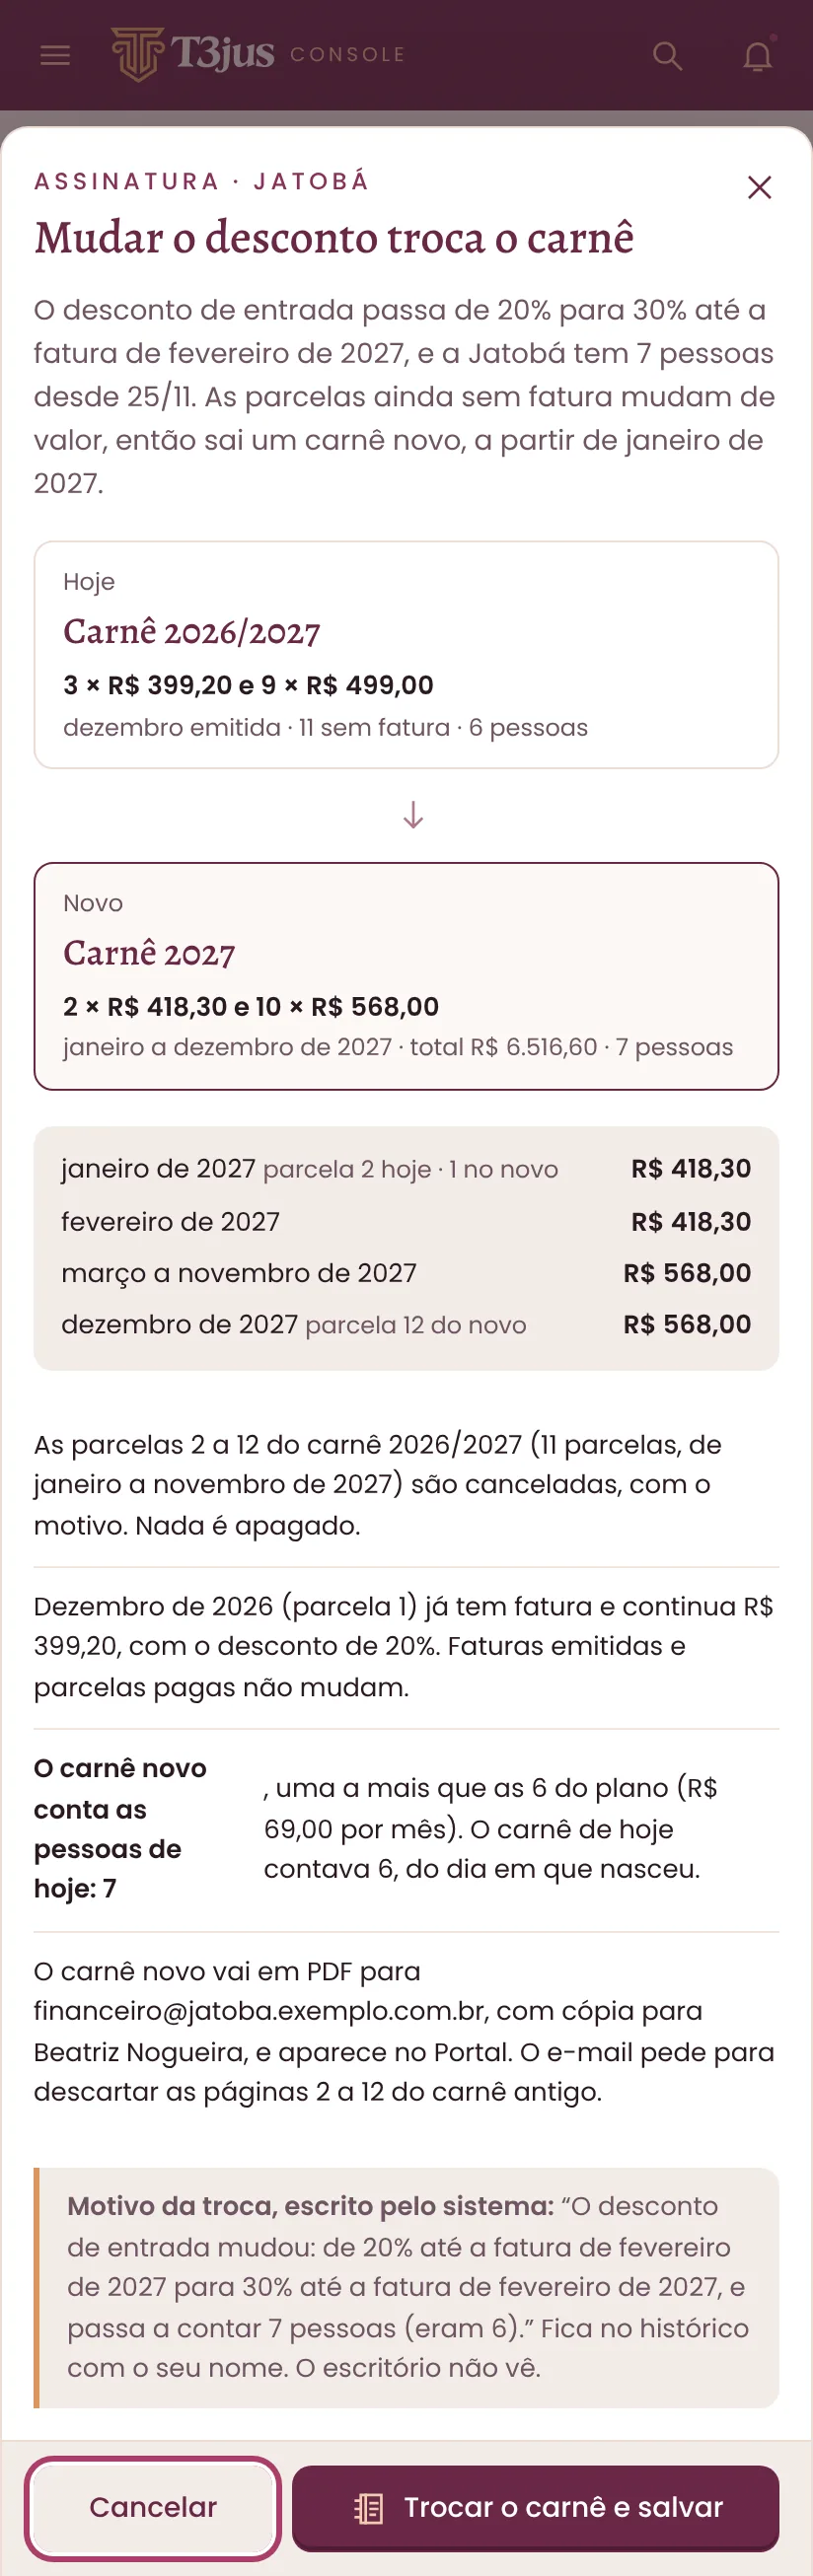 T3jus CONSOLE
ASSINATURA · JATOBÁ
Mudar o desconto troca o carnê
O desconto de entrada passa de 20% para 30% até a
fatura de fevereiro de 2027, e a Jatobá tem 7 pessoas
desde 25/11. As parcelas ainda sem fatura mudam de
valor, então sai um carnê novo, a partir de janeiro de
2027.
Hoje
Carnê 2026/2027
3 × R$ 399,20 e 9 × R$ 499,00
dezembro emitida · 11 sem fatura · 6 pessoas
Novo
Carnê 2027
2 × R$ 418,30 e 10 × R$ 568,00
janeiro a dezembro de 2027 · total R$ 6.516,60 · 7 pessoas
janeiro de 2027 parcela 2 hoje · 1 no novo R$ 418,30
fevereiro de 2027 R$ 418,30
março a novembro de 2027 R$ 568,00
dezembro de 2027 parcela 12 do novo R$ 568,00
As parcelas 2 a 12 do carnê 2026/2027 (11 parcelas, de
janeiro a novembro de 2027) são canceladas, com o
motivo. Nada é apagado.
Dezembro de 2026 (parcela 1) já tem fatura e continua R$
399,20, com o desconto de 20%. Faturas emitidas e
parcelas pagas não mudam.
O carnê novo
conta as
pessoas de
hoje: 7
, uma a mais que as 6 do plano (R$
69,00 por mês). O carnê de hoje
contava 6, do dia em que nasceu.
O carnê novo vai em PDF para
financeiro@jatoba.exemplo.com.br, com cópia para
Beatriz Nogueira, e aparece no Portal. O e-mail pede para
descartar as páginas 2 a 12 do carnê antigo.
Motivo da troca, escrito pelo sistema: “O desconto
de entrada mudou: de 20% até a fatura de fevereiro
de 2027 para 30% até a fatura de fevereiro de 2027, e
passa a contar 7 pessoas (eram 6).” Fica no histórico
com o seu nome. O escritório não vê.
Cancelar
Trocar o carnê e salvar